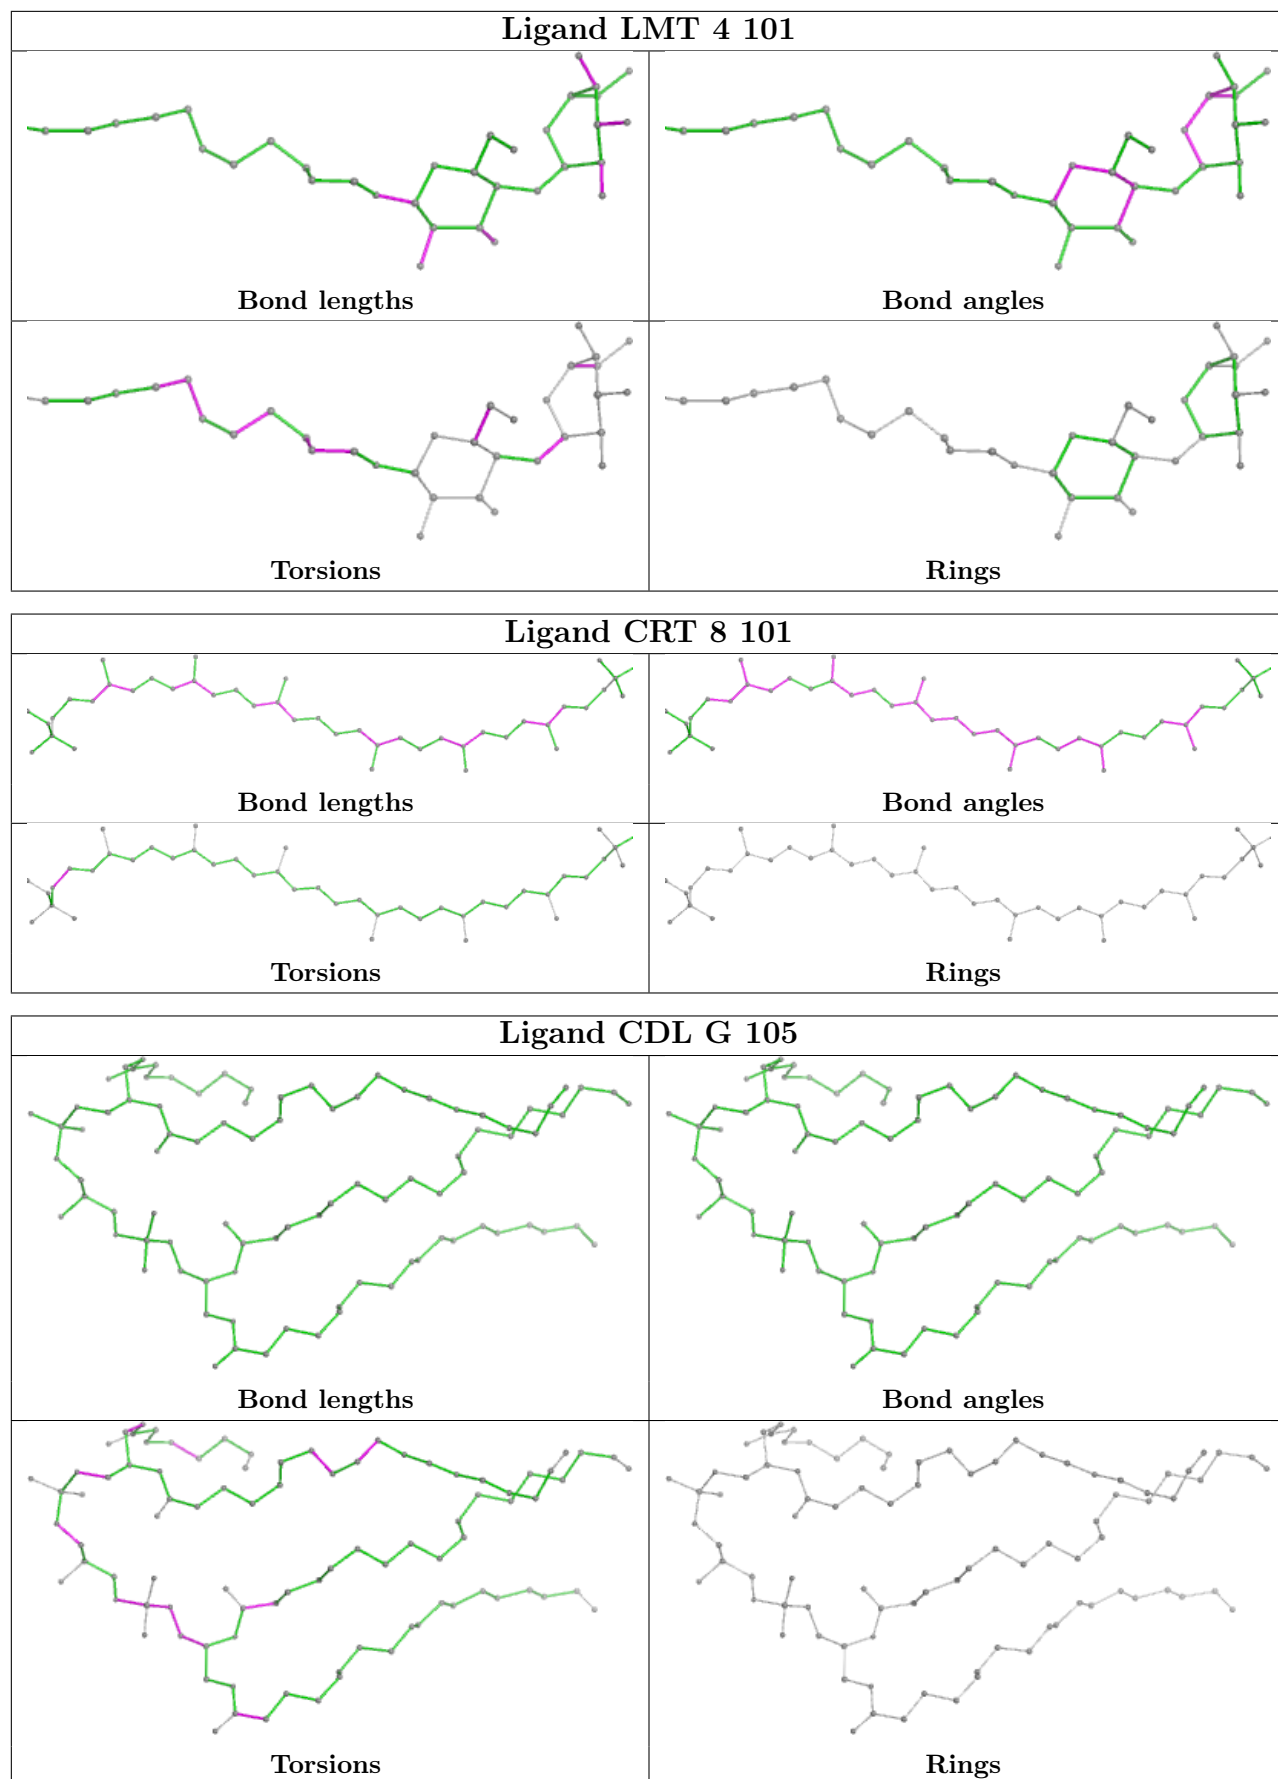 Ligand LMT 4 101
Bond lengths
Bond angles
Torsions
Rings
Ligand CRT 8 101
Bond lengths
Bond angles
Torsions
Rings
Ligand CDL G 105
Bond lengths
Bond angles
Torsions
Rings